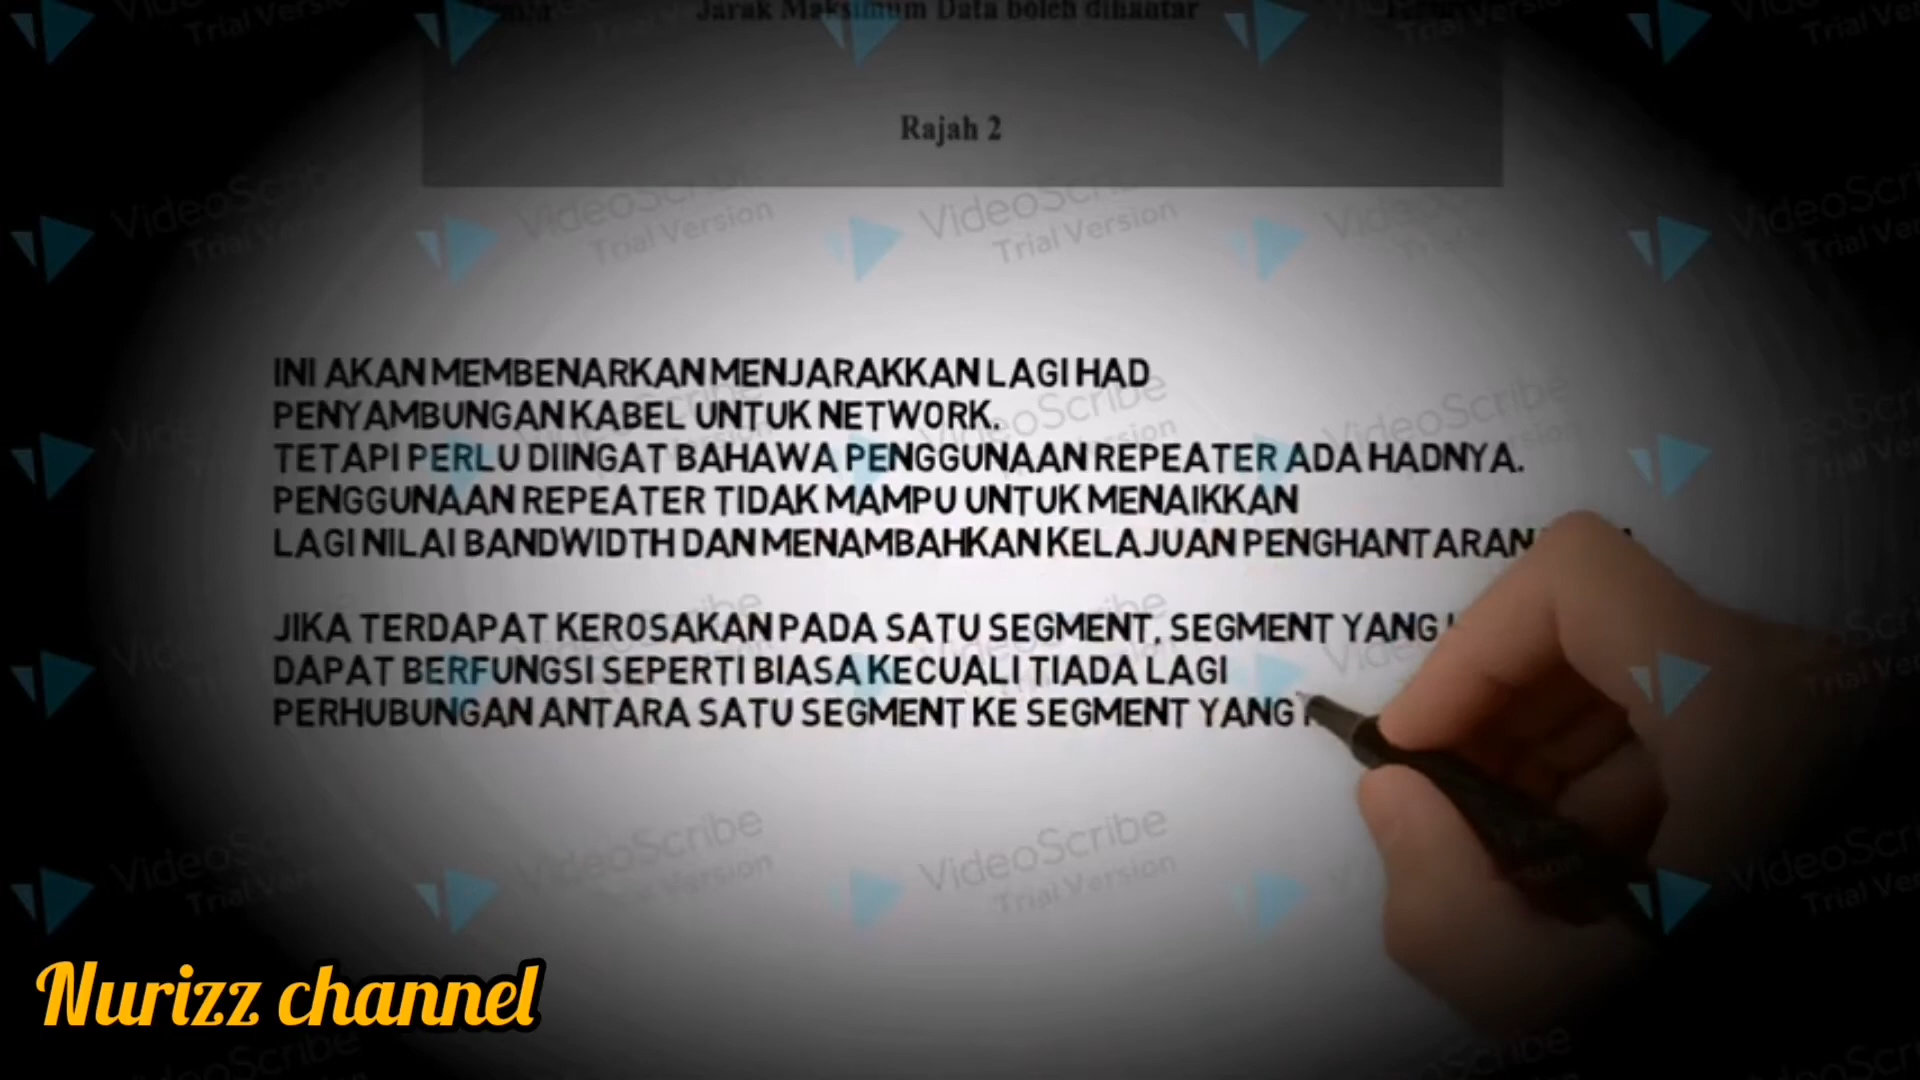 Jarak Maksimum Data boleh dihantar
Rajah 2
INI AKAN MEMBENARKAN MENJARAKKAN LAGI HAD
PENYAMBUNGAN KABEL UNTUK NETWORK.
TETAPI PERLU DIINGAT BAHAWA PENGGUNAAN REPEATER ADA HADNYA.
PENGGUNAAN REPEATER TIDAK MAMPU UNTUK MENAIKKAN
LAGI NILAI BANDWIDTH DAN MENAMBAHKAN KELAJUAN PENGHANTARAN
JIKA TERDAPAT KEROSAKAN PADA SATU SEGMENT, SEGMENT YANG
DAPAT BERFUNGSI SEPERTI BIASA KECUALI TIADA LAGI
PERHUBUNGAN ANTARA SATU SEGMENT KE SEGMENT YANG
VideoScribe
Trial Version
Nurizz channel